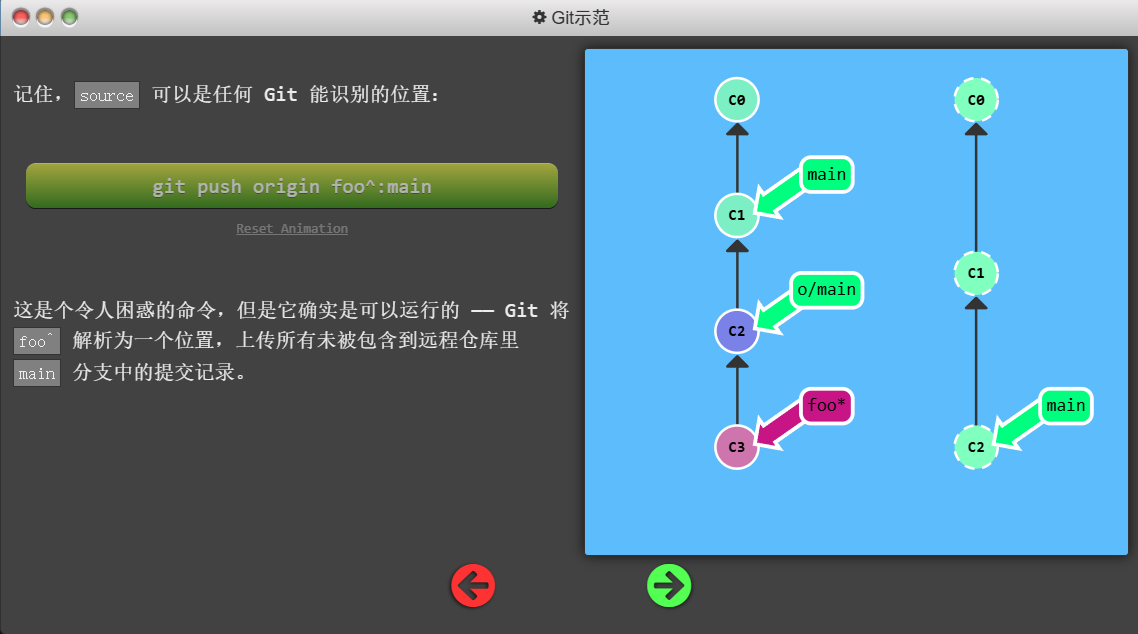 Git示范
记住，source 可以是任何 Git 能识别的位置：
git push origin foo^:main
Reset Animation
这是个令人困惑的命令，但是它确实是可以运行的 —— Git 将
foo^ 解析为一个位置，上传所有未被包含到远程仓库里
main 分支中的提交记录。
C0
main
C1
o/main
C2
foo*
C3
C0
C1
main
C2